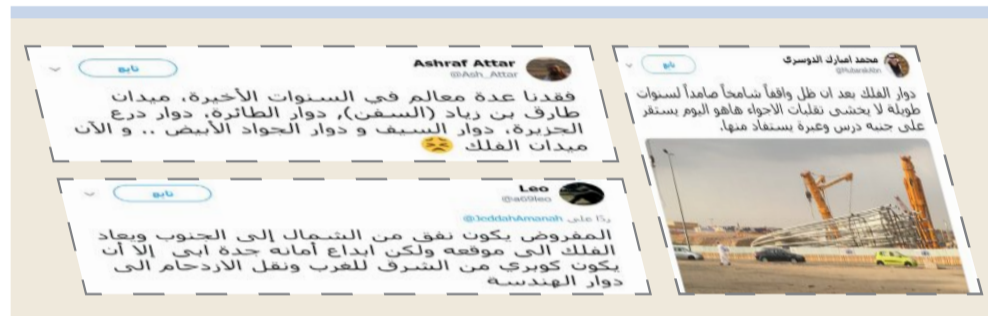 محمد امبارك الدوسري
تابع
دوار الفلك بعد ان ظل واقفاً شامخاً صامداً لسنوات
طويلة لا يخشى تقلبات الاجواء هاهو اليوم يستقر
على جنبه درس وعبرة يستفاد منها.
Ashraf Attar
@Ash_Attar
تابع
فقدنا عدة معالم في السنوات الأخيرة، ميدان
طارق بن زياد (السفن)، دوار الطائرة، دوار درع
الجزيرة، دوار السيف و دوار الجواد الأبيض .. و الآن
ميدان الفلك 😣
Leo
@a69leo
تابع
ردًا على @JeddahAmanah
المفروض يكون نفق من الشمال إلى الجنوب ويعاد
الفلك الى موقعه ولكن ابداع أمانه جدة ابى إلا أن
يكون كوبري من الشرق للغرب ونقل الازدحام الى
دوار الهندسة